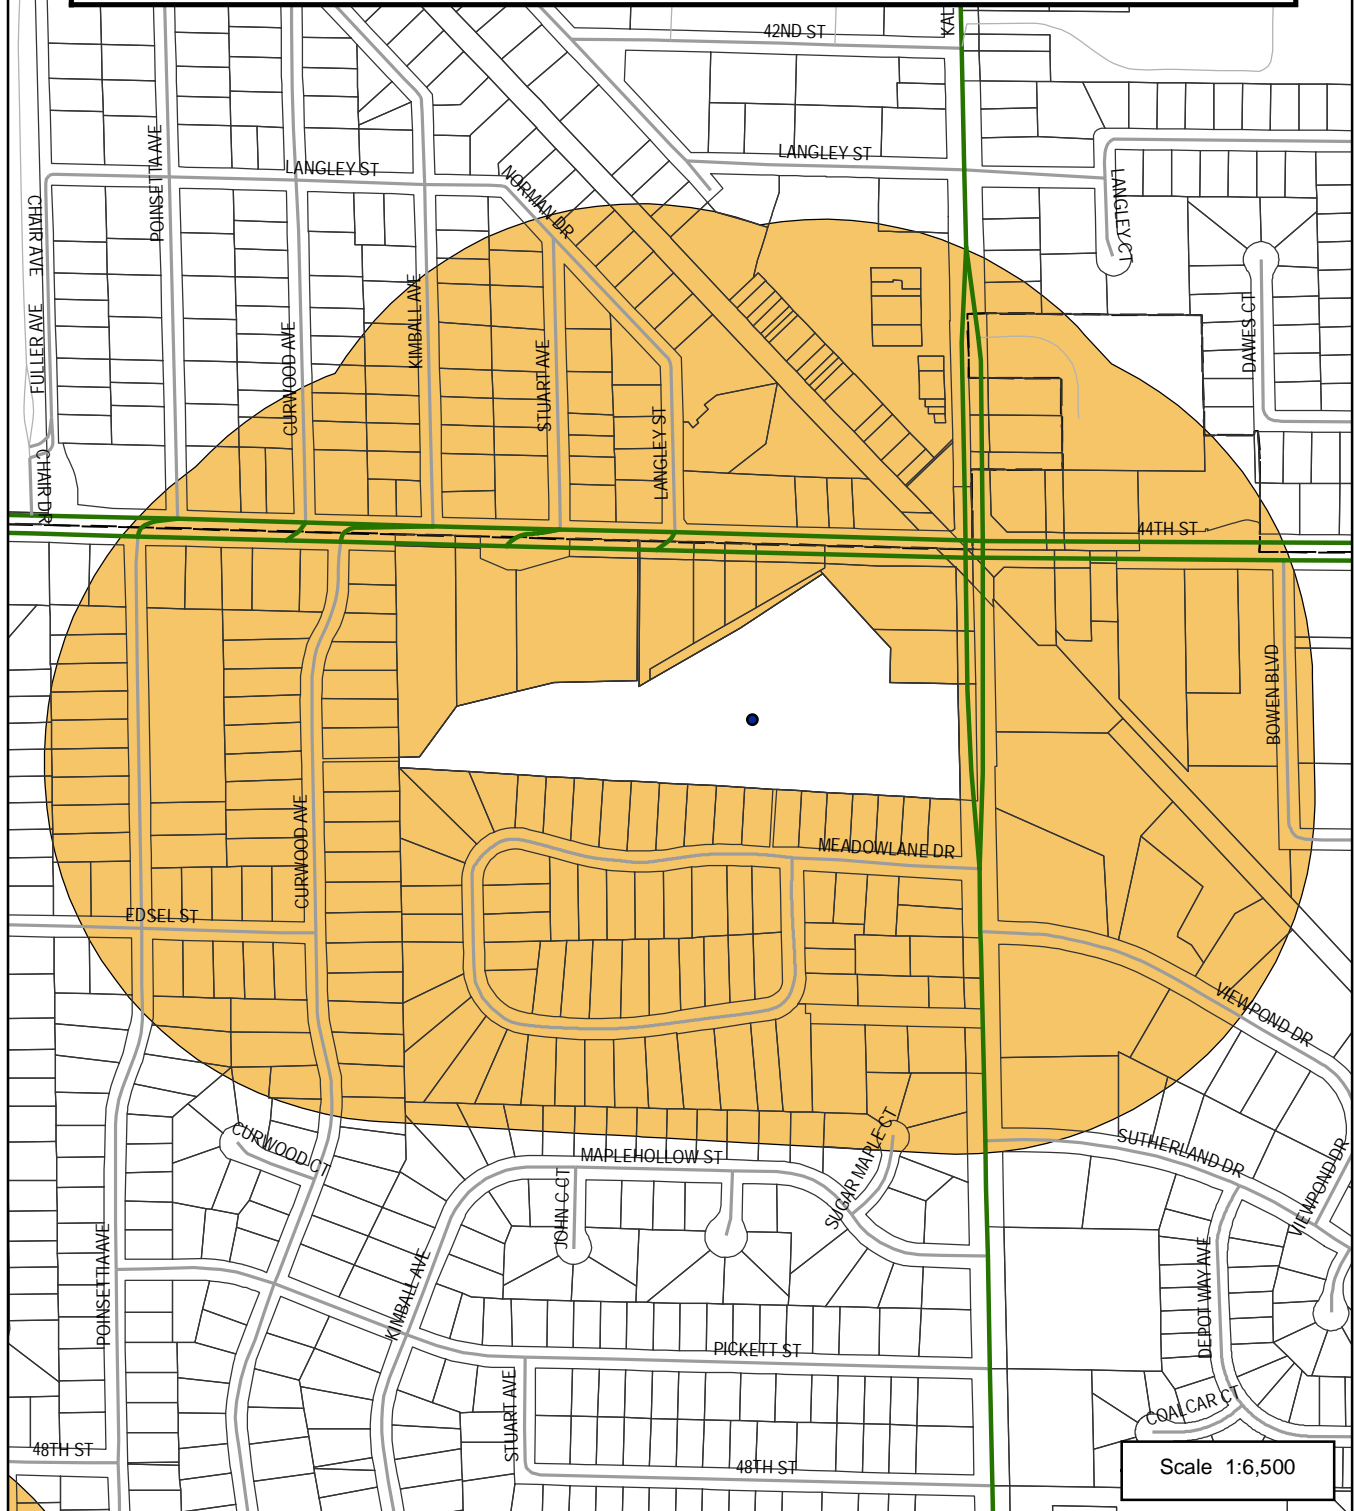 KAL
42ND ST
LANGLEY ST
LANGLEY ST
POINSETTIA AVE
NORMAN DR
LANGLEY CT
CHAIR AVE
FULLER AVE
KIMBALL AVE
CURWOOD AVE
STUART AVE
DAWES CT
LANGLEY ST
CHAIR DR
44TH ST
BOWEN BLVD
CURWOOD AVE
MEADOWLANE DR
EDSEL ST
VIEWPOND DR
CURWOOD CT
MAPLEHOLLOW ST
SUGAR MAPLE CT
SUTHERLAND DR
VIEWPOND DR
JOHN C CT
POINSETTIA AVE
KIMBALL AVE
DEPOT WAY AVE
PICKETT ST
STUART AVE
COALCAR CT
48TH ST
48TH ST
Scale 1:6,500